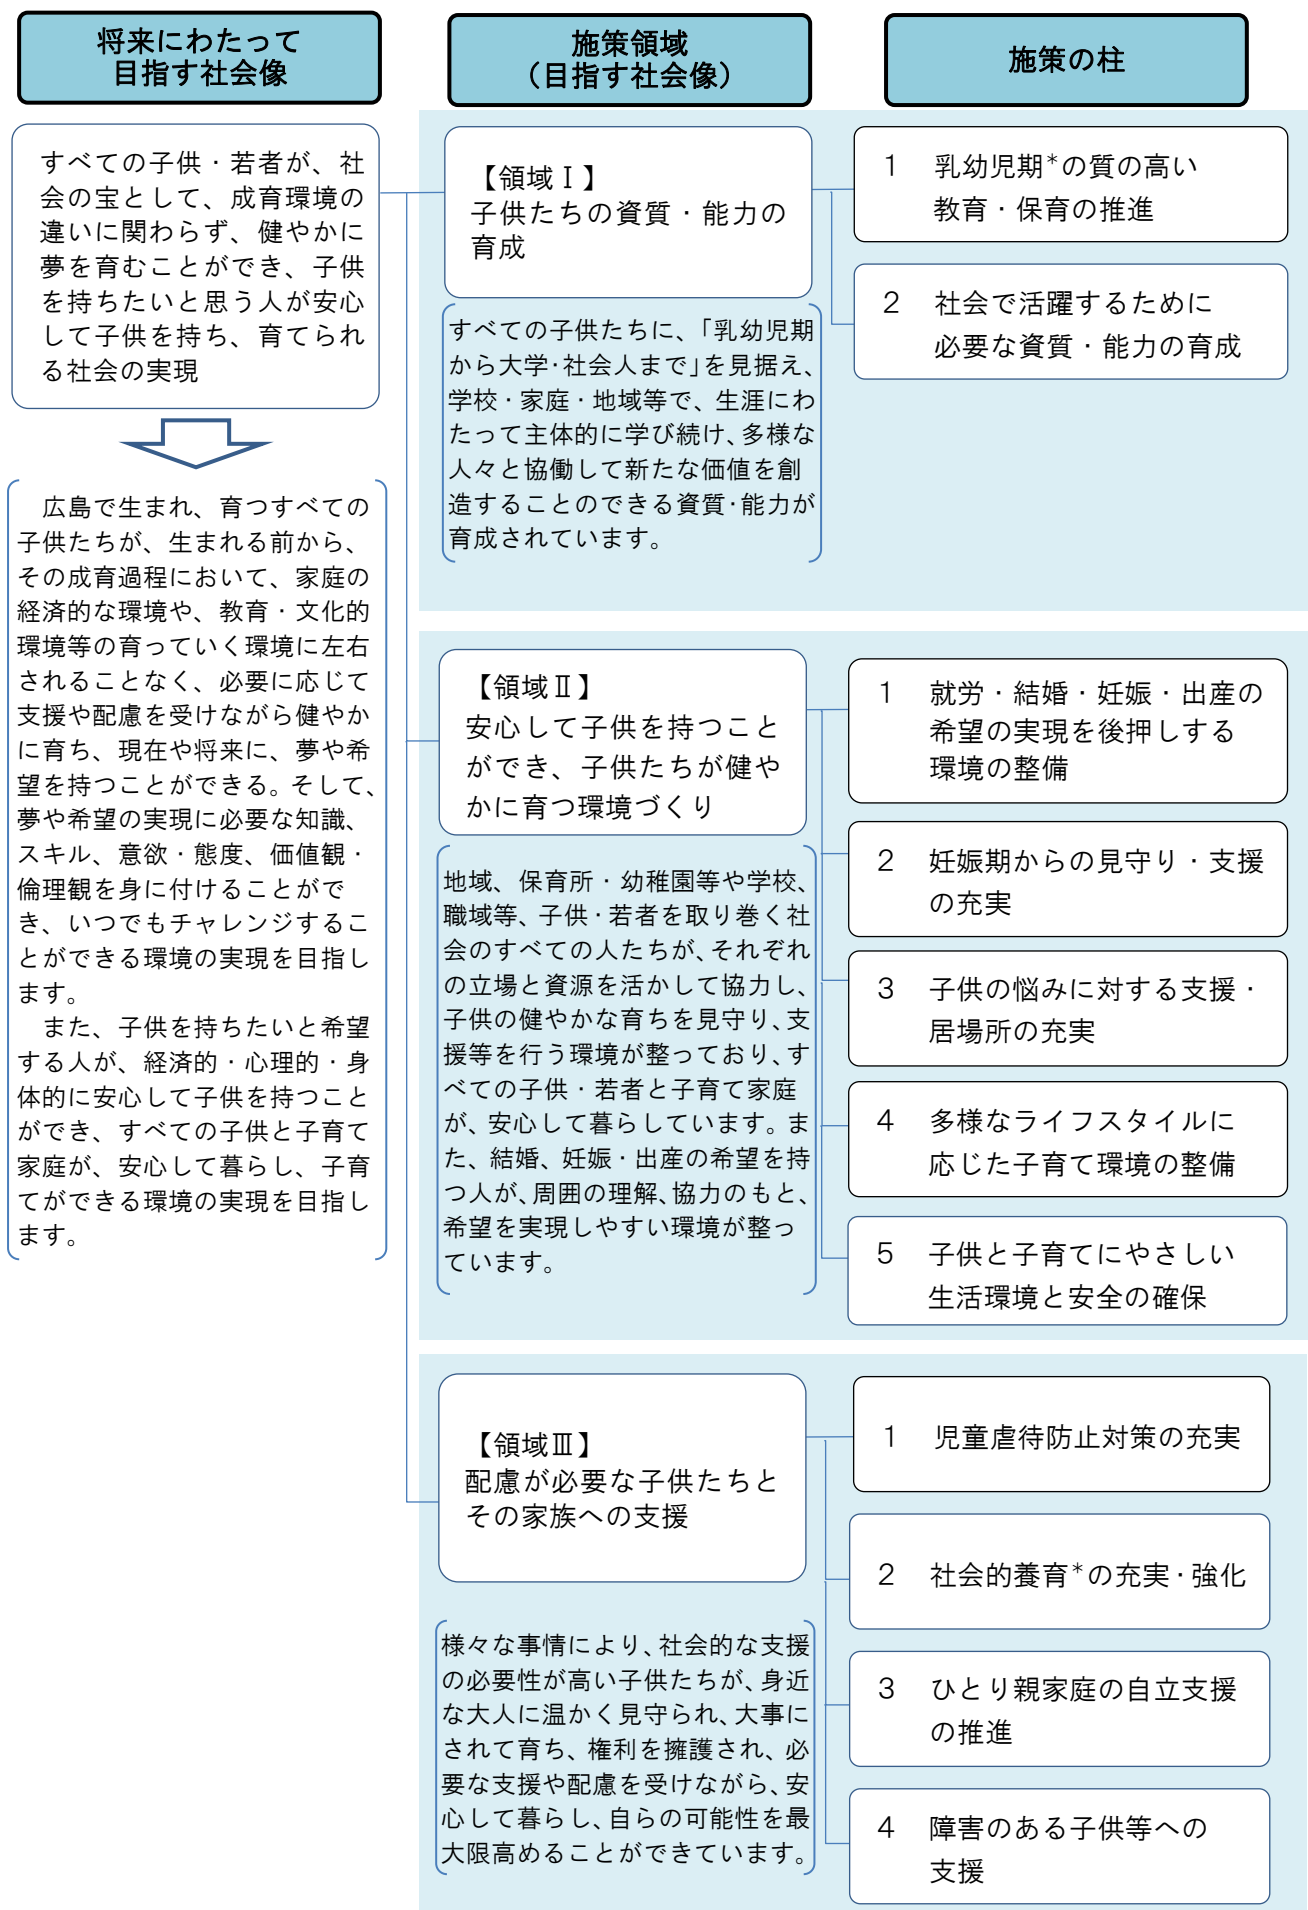 将来にわたって
目指す社会像
施策領域
（目指す社会像）
施策の柱
すべての子供・若者が、社
会の宝として、成育環境の
違いに関わらず、健やかに
夢を育むことができ、子供
を持ちたいと思う人が安心
して子供を持ち、育てられ
る社会の実現
広島で生まれ、育つすべての
子供たちが、生まれる前から、
その成育過程において、家庭の
経済的な環境や、教育・文化的
環境等の育っていく環境に左右
されることなく、必要に応じて
支援や配慮を受けながら健やか
に育ち、現在や将来に、夢や希
望を持つことができる。そして、
夢や希望の実現に必要な知識、
スキル、意欲・態度、価値観・
倫理観を身に付けることがで
き、いつでもチャレンジするこ
とができる環境の実現を目指し
ます。
また、子供を持ちたいと希望
する人が、経済的・心理的・身
体的に安心して子供を持つこと
ができ、すべての子供と子育て
家庭が、安心して暮らし、子育
てができる環境の実現を目指し
ます。
【領域Ⅰ】
子供たちの資質・能力の
育成
すべての子供たちに、「乳幼児期
から大学・社会人まで」を見据え、
学校・家庭・地域等で、生涯にわ
たって主体的に学び続け、多様な
人々と協働して新たな価値を創
造することのできる資質・能力が
育成されています。
1 乳幼児期*の質の高い
教育・保育の推進
2 社会で活躍するために
必要な資質・能力の育成
【領域Ⅱ】
安心して子供を持つこと
ができ、子供たちが健や
かに育つ環境づくり
地域、保育所・幼稚園等や学校、
職域等、子供・若者を取り巻く社
会のすべての人たちが、それぞれ
の立場と資源を活かして協力し、
子供の健やかな育ちを見守り、支
援等を行う環境が整っており、す
べての子供・若者と子育て家庭
が、安心して暮らしています。ま
た、結婚、妊娠・出産の希望を持
つ人が、周囲の理解、協力のもと、
希望を実現しやすい環境が整っ
ています。
1 就労・結婚・妊娠・出産の
希望の実現を後押しする
環境の整備
2 妊娠期からの見守り・支援
の充実
3 子供の悩みに対する支援・
居場所の充実
4 多様なライフスタイルに
応じた子育て環境の整備
5 子供と子育てにやさしい
生活環境と安全の確保
【領域Ⅲ】
配慮が必要な子供たちと
その家族への支援
様々な事情により、社会的な支援
の必要性が高い子供たちが、身近
な大人に温かく見守られ、大事に
されて育ち、権利を擁護され、必
要な支援や配慮を受けながら、安
心して暮らし、自らの可能性を最
大限高めることができています。
1 児童虐待防止対策の充実
2 社会的養育*の充実・強化
3 ひとり親家庭の自立支援
の推進
4 障害のある子供等への
支援